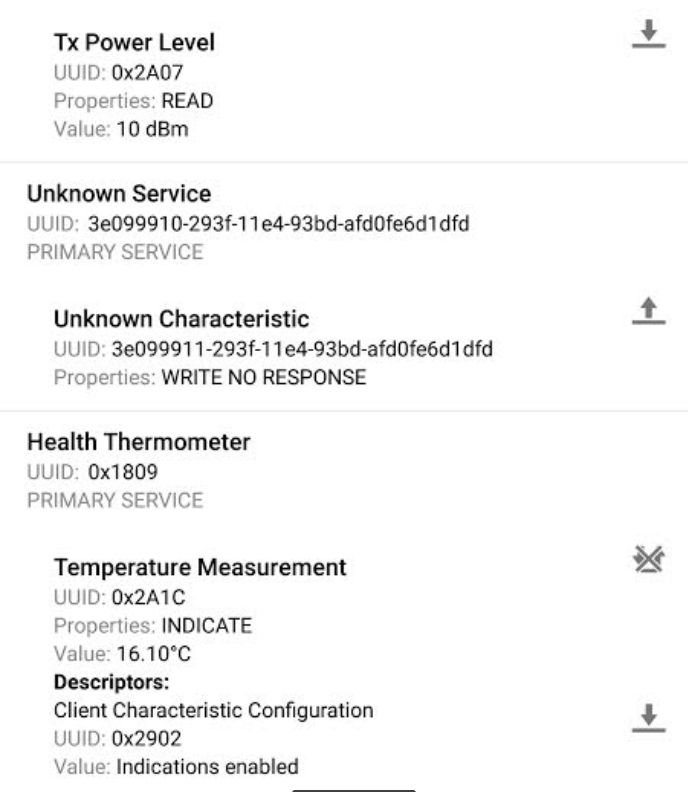 Tx Power Level
UUID: 0x2A07
Properties: READ
Value: 10 dBm
Unknown Service
UUID: 3e099910-293f-11e4-93bd-afd0fe6d1dfd
PRIMARY SERVICE
Unknown Characteristic
UUID: 3e099911-293f-11e4-93bd-afd0fe6d1dfd
Properties: WRITE NO RESPONSE
Health Thermometer
UUID: 0x1809
PRIMARY SERVICE
Temperature Measurement
UUID: 0x2A1C
Properties: INDICATE
Value: 16.10°C
Descriptors:
Client Characteristic Configuration
UUID: 0x2902
Value: Indications enabled